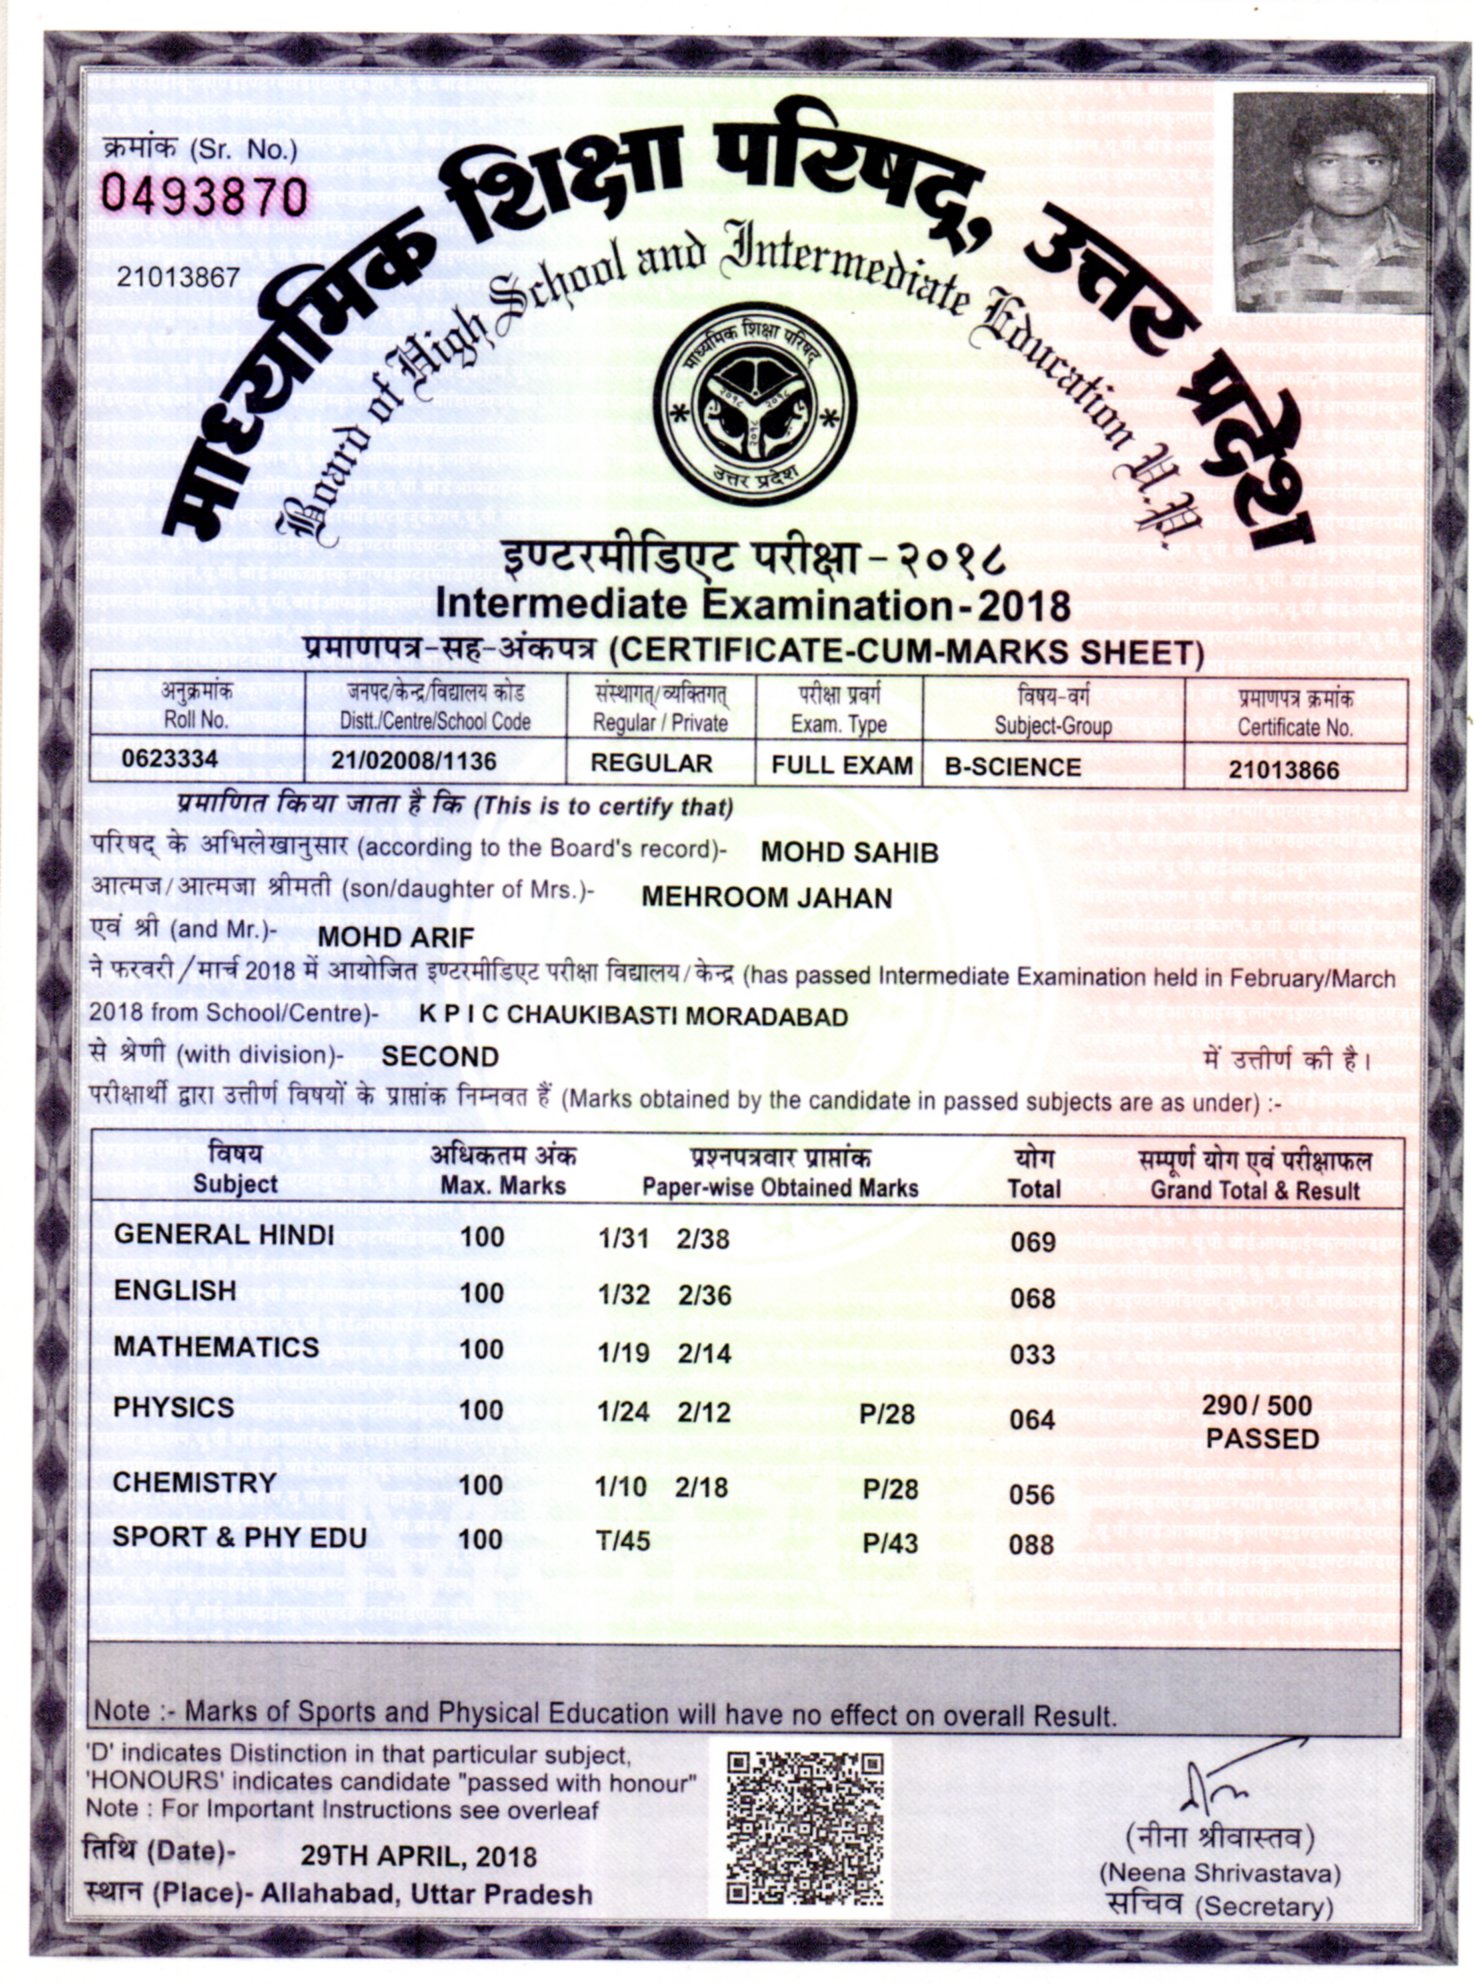 क्रमांक (Sr. No.)
0493870
21013867
माध्यमिक शिक्षा परिषद्, उत्तर प्रदेश
Board of High School and Intermediate Education U.P.
माध्यमिक शिक्षा परिषद्
२०१८ २०१८
२०१८
उत्तर प्रदेश
इण्टरमीडिएट परीक्षा - २०१८
Intermediate Examination - 2018
प्रमाणपत्र-सह-अंकपत्र (CERTIFICATE-CUM-MARKS SHEET)
अनुक्रमांक जनपद/केन्द्र/विद्यालय कोड संस्थागत्/व्यक्तिगत् परीक्षा प्रवर्ग विषय-वर्ग प्रमाणपत्र क्रमांक
Roll No. Distt./Centre/School Code Regular / Private Exam. Type Subject-Group Certificate No.
0623334 21/02008/1136 REGULAR FULL EXAM B-SCIENCE 21013866
प्रमाणित किया जाता है कि (This is to certify that)
परिषद् के अभिलेखानुसार (according to the Board's record)- MOHD SAHIB
आत्मज/आत्मजा श्रीमती (son/daughter of Mrs.)- MEHROOM JAHAN
एवं श्री (and Mr.)- MOHD ARIF
ने फरवरी/मार्च 2018 में आयोजित इण्टरमीडिएट परीक्षा विद्यालय/केन्द्र (has passed Intermediate Examination held in February/March
2018 from School/Centre)- K P I C CHAUKIBASTI MORADABAD
से श्रेणी (with division)- SECOND में उत्तीर्ण की है।
परीक्षार्थी द्वारा उत्तीर्ण विषयों के प्राप्तांक निम्नवत हैं (Marks obtained by the candidate in passed subjects are as under) :-
विषय अधिकतम अंक प्रश्नपत्रवार प्राप्तांक योग सम्पूर्ण योग एवं परीक्षाफल
Subject Max. Marks Paper-wise Obtained Marks Total Grand Total & Result
GENERAL HINDI 100 1/31 2/38 069
ENGLISH 100 1/32 2/36 068
MATHEMATICS 100 1/19 2/14 033
PHYSICS 100 1/24 2/12 P/28 064 290/ 500
PASSED
CHEMISTRY 100 1/10 2/18 P/28 056
SPORT & PHY EDU 100 T/45 P/43 088
Note :- Marks of Sports and Physical Education will have no effect on overall Result.
'D' indicates Distinction in that particular subject,
'HONOURS' indicates candidate "passed with honour"
Note : For Important Instructions see overleaf
तिथि (Date)- 29TH APRIL, 2018
स्थान (Place)- Allahabad, Uttar Pradesh
(नीना श्रीवास्तव)
(Neena Shrivastava)
सचिव (Secretary)